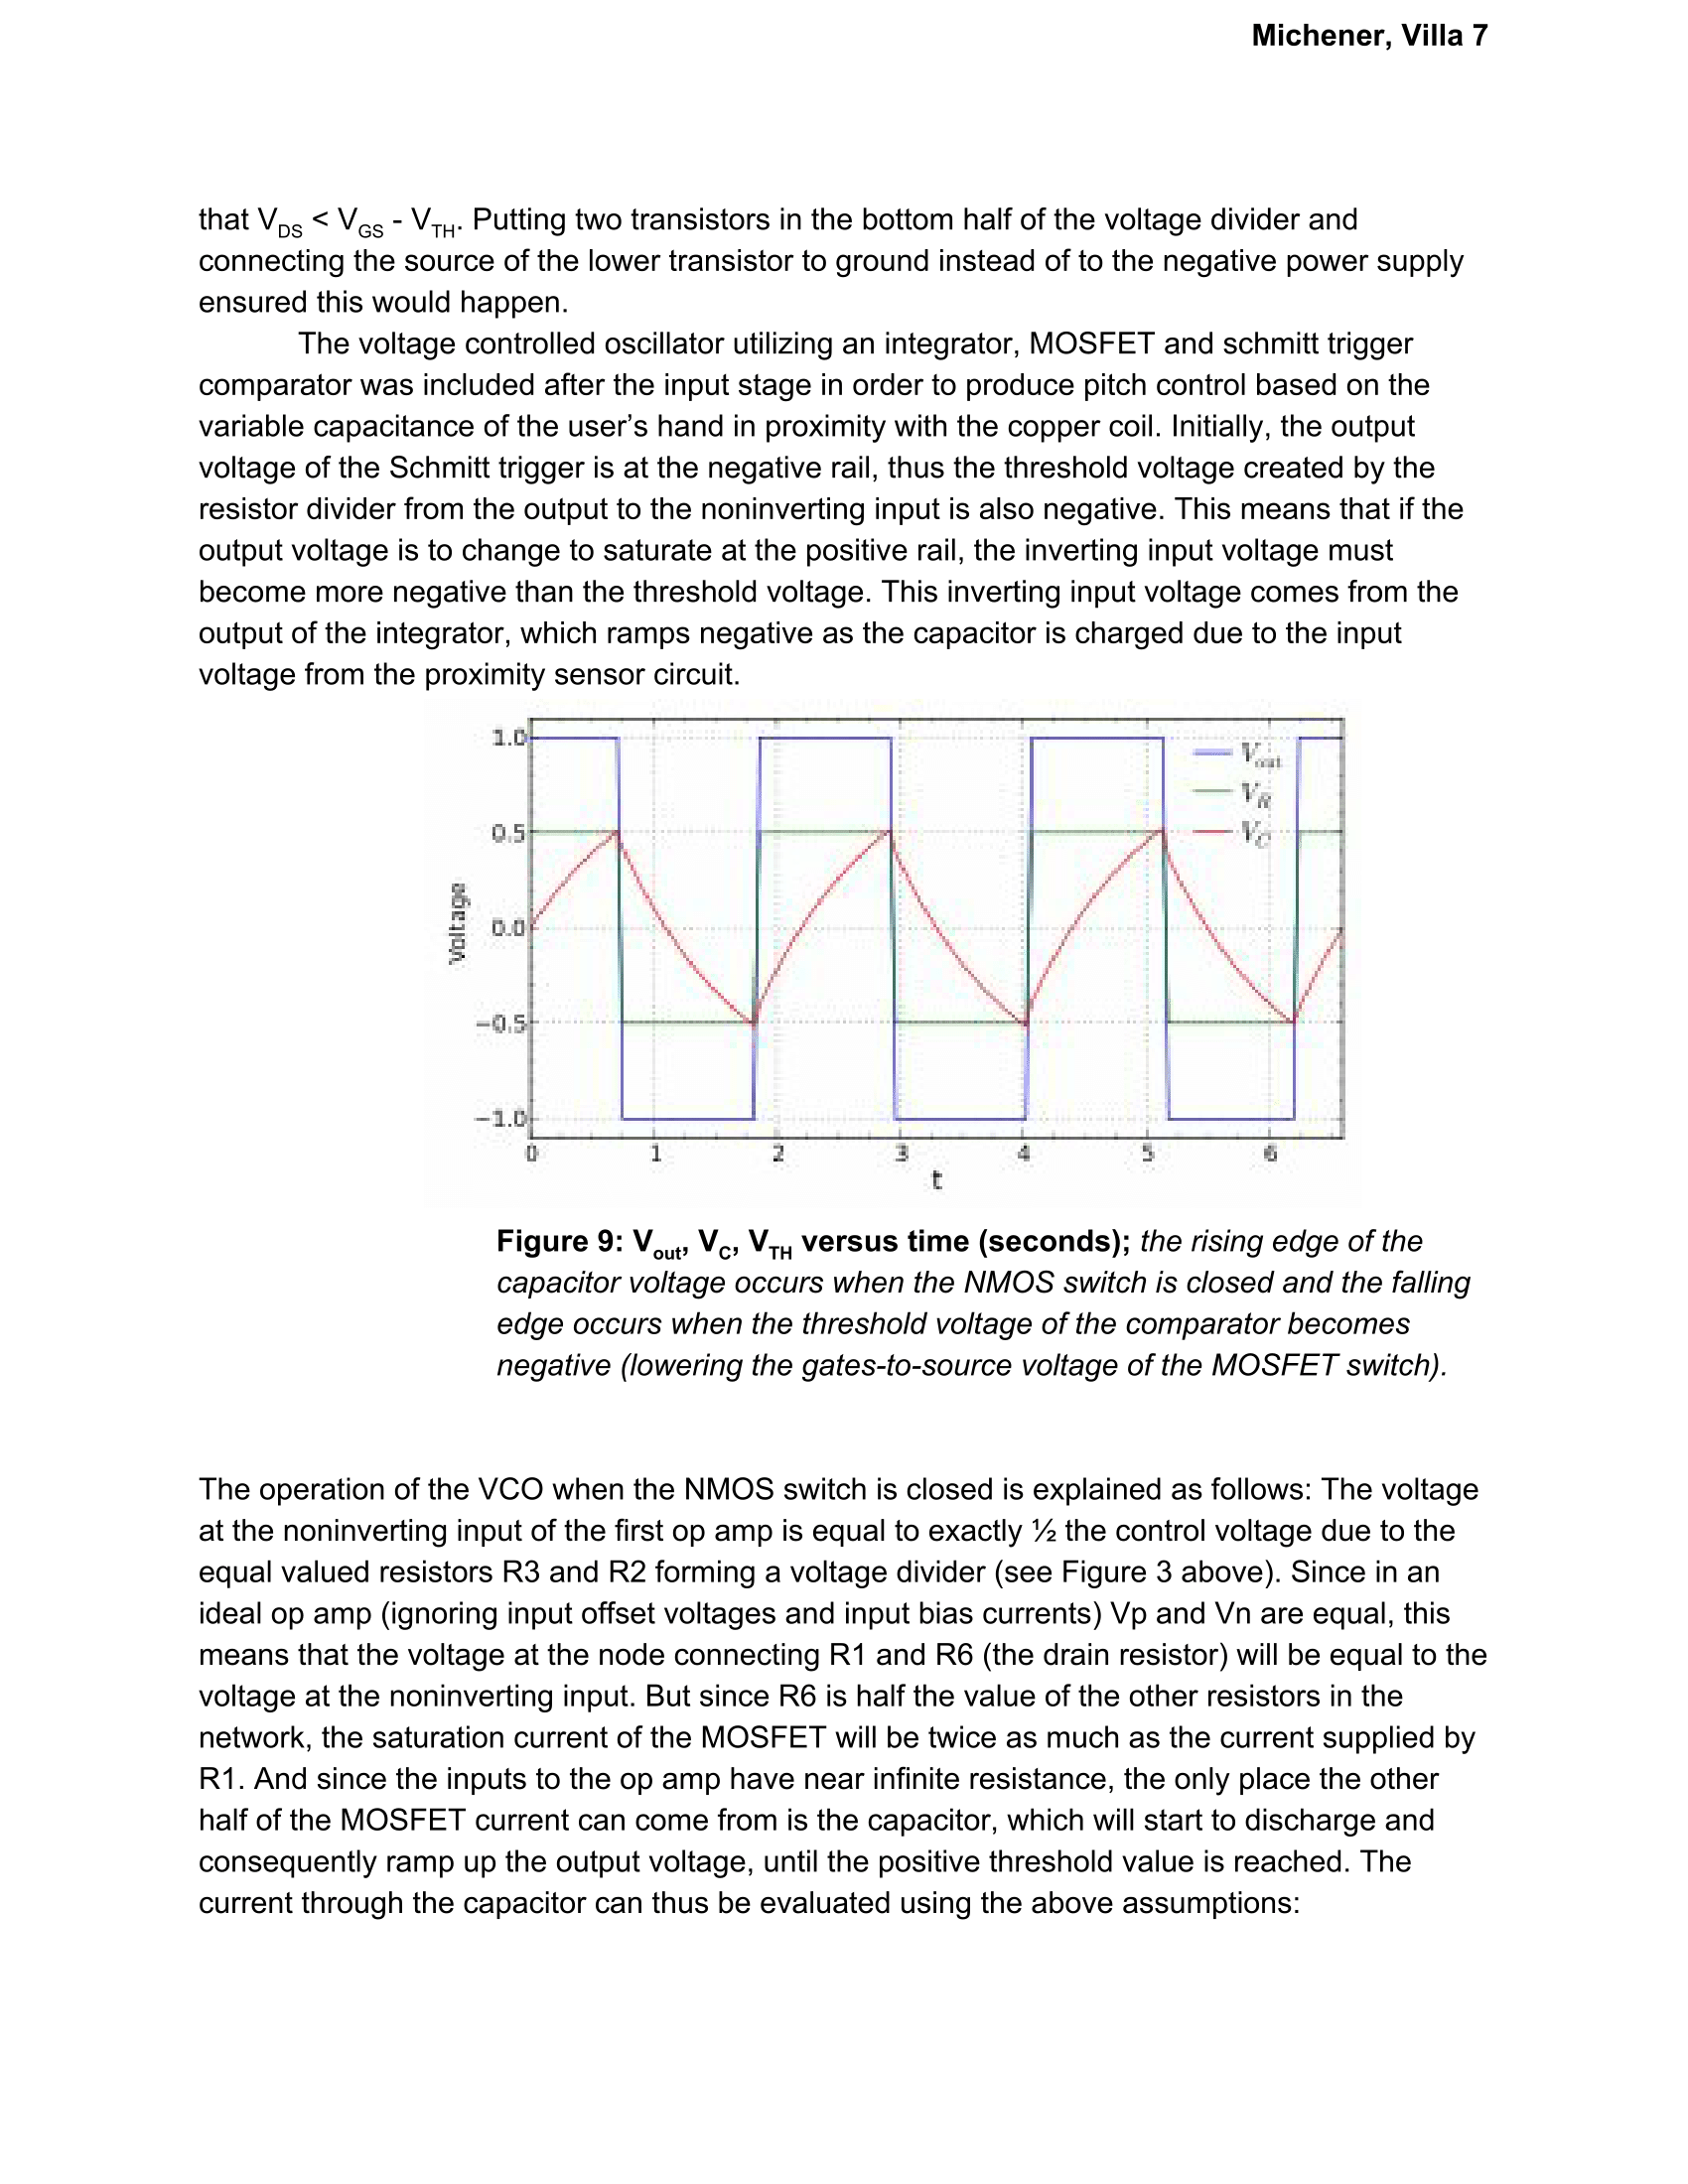 Michener, Villa 7
that V_DS < V_GS - V_TH. Putting two transistors in the bottom half of the voltage divider and
connecting the source of the lower transistor to ground instead of to the negative power supply
ensured this would happen.
The voltage controlled oscillator utilizing an integrator, MOSFET and schmitt trigger
comparator was included after the input stage in order to produce pitch control based on the
variable capacitance of the user's hand in proximity with the copper coil. Initially, the output
voltage of the Schmitt trigger is at the negative rail, thus the threshold voltage created by the
resistor divider from the output to the noninverting input is also negative. This means that if the
output voltage is to change to saturate at the positive rail, the inverting input voltage must
become more negative than the threshold voltage. This inverting input voltage comes from the
output of the integrator, which ramps negative as the capacitor is charged due to the input
voltage from the proximity sensor circuit.
1.0
0.5
0.0
−0.5
−1.0
Voltage
V_out
V_R
V_C
0 1 2 3 4 5 6
t
Figure 9: V_out, V_C, V_TH versus time (seconds); the rising edge of the
capacitor voltage occurs when the NMOS switch is closed and the falling
edge occurs when the threshold voltage of the comparator becomes
negative (lowering the gates-to-source voltage of the MOSFET switch).
The operation of the VCO when the NMOS switch is closed is explained as follows: The voltage
at the noninverting input of the first op amp is equal to exactly ½ the control voltage due to the
equal valued resistors R3 and R2 forming a voltage divider (see Figure 3 above). Since in an
ideal op amp (ignoring input offset voltages and input bias currents) Vp and Vn are equal, this
means that the voltage at the node connecting R1 and R6 (the drain resistor) will be equal to the
voltage at the noninverting input. But since R6 is half the value of the other resistors in the
network, the saturation current of the MOSFET will be twice as much as the current supplied by
R1. And since the inputs to the op amp have near infinite resistance, the only place the other
half of the MOSFET current can come from is the capacitor, which will start to discharge and
consequently ramp up the output voltage, until the positive threshold value is reached. The
current through the capacitor can thus be evaluated using the above assumptions: